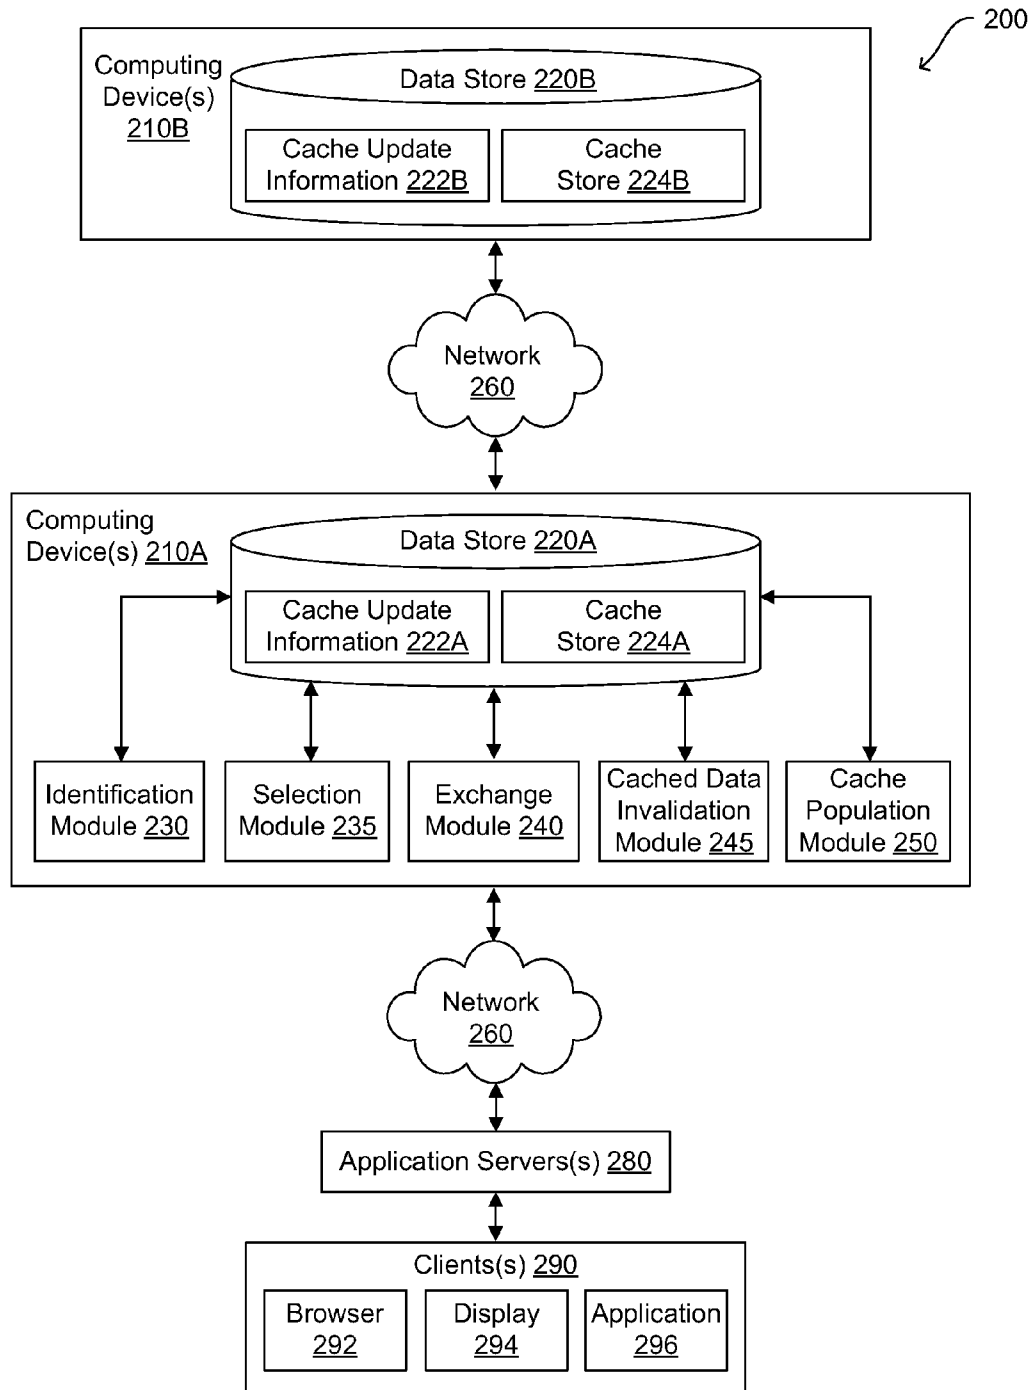 200
Computing
Device(s)
210B
Data Store 220B
Cache Update
Information 222B
Cache
Store 224B
Network
260
Computing
Device(s) 210A
Data Store 220A
Cache Update
Information 222A
Cache
Store 224A
Identification
Module 230
Selection
Module 235
Exchange
Module 240
Cached Data
Invalidation
Module 245
Cache
Population
Module 250
Network
260
Application Servers(s) 280
Clients(s) 290
Browser
292
Display
294
Application
296